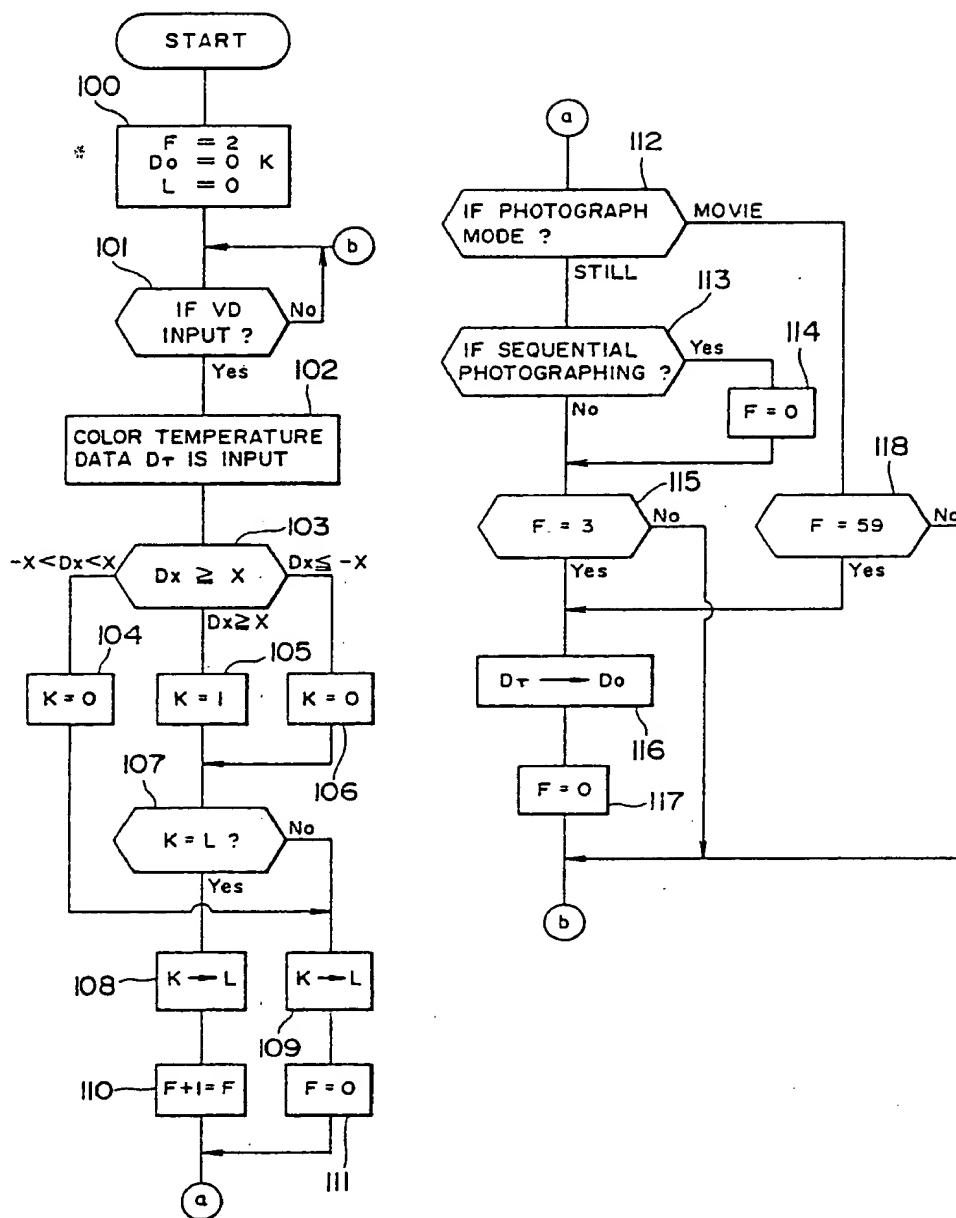 START
100
*
F = 2
Do = 0 K
L = 0
b
101
IF VD
INPUT ?
No
Yes
102
COLOR TEMPERATURE
DATA Dτ IS INPUT
103
-X<Dx<X
Dx ≧ X
Dx≦ -X
Dx≧X
104
105
K = 0
K = 1
K = 0
106
107
K = L ?
No
Yes
108
K → L
K → L
109
110
F+1= F
F = 0
111
a
a
112
IF PHOTOGRAPH
MODE ?
MOVIE
STILL
113
IF SEQUENTIAL
PHOTOGRAPHING ?
Yes
114
No
F = 0
115
118
F = 3
No
F = 59
No
Yes
Yes
Dτ → Do
116
F = 0
117
b